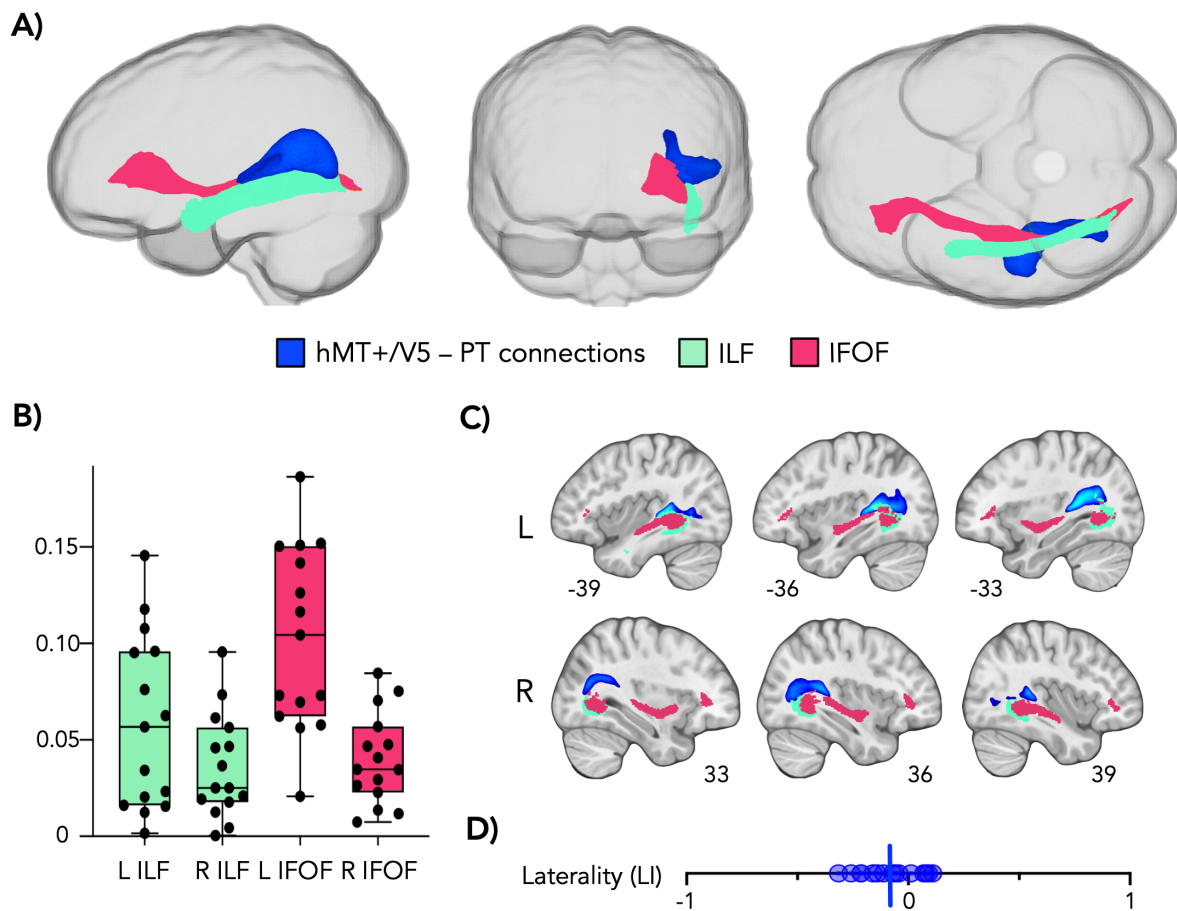 A)
hMT+/V5 – PT connections ILF IFOF
B)
0.15
0.10
0.05
0
L ILF R ILF L IFOF R IFOF
C)
L
-39 -36 -33
R
33 36 39
D)
Laterality (LI)
-1 0 1